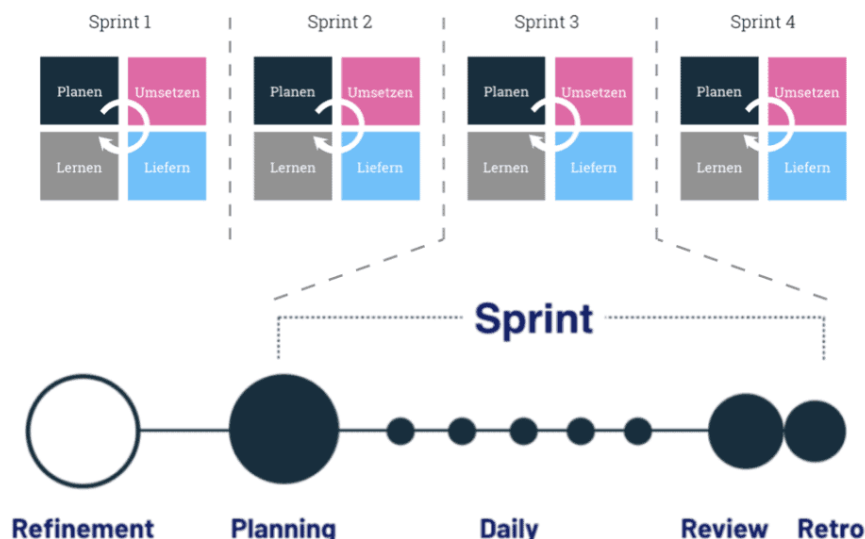 Sprint 1 Sprint 2 Sprint 3 Sprint 4
Planen Umsetzen Planen Umsetzen Planen Umsetzen Planen Umsetzen
Lernen Liefern Lernen Liefern Lernen Liefern Lernen Liefern
Sprint
Refinement Planning Daily Review Retro